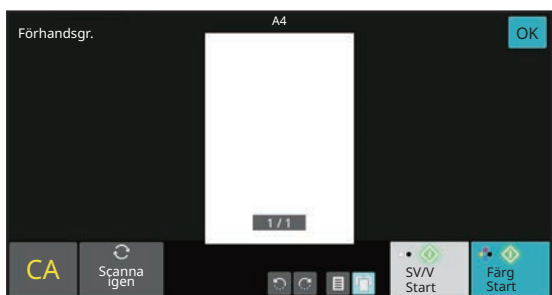 A4
Förhandsgr.
OK
1 / 1
CA
Scanna
igen
SV/V
Start
Färg
Start